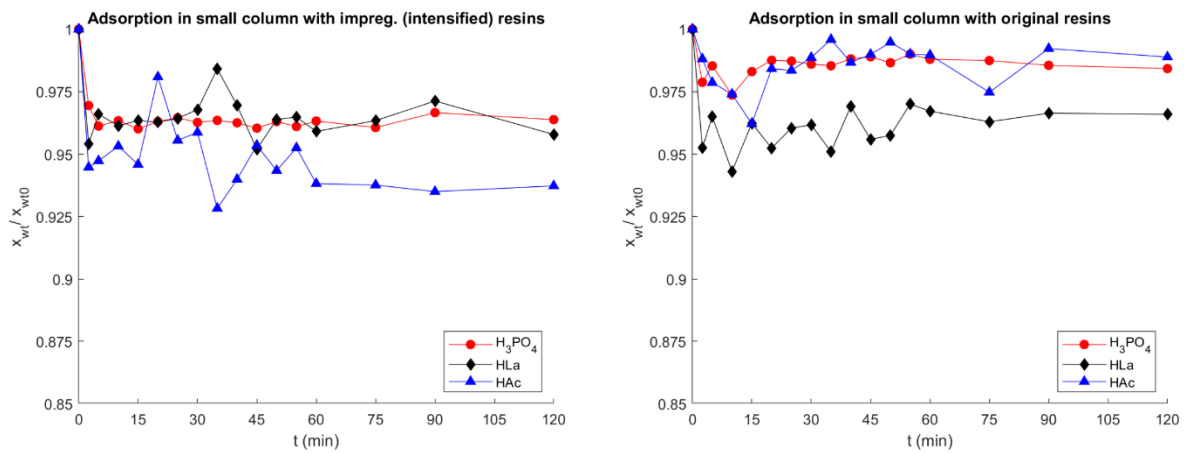 Adsorption in small column with impreg. (intensified) resins
1
0.975
0.95
0.925
0.9
0.875
0.85
x_wt/ x_wt0
0 15 30 45 60 75 90 105 120
t (min)
H₃PO₄
HLa
HAc
Adsorption in small column with original resins
1
0.975
0.95
0.925
0.9
0.875
0.85
x_wt/ x_wt0
0 15 30 45 60 75 90 105 120
t (min)
H₃PO₄
HLa
HAc